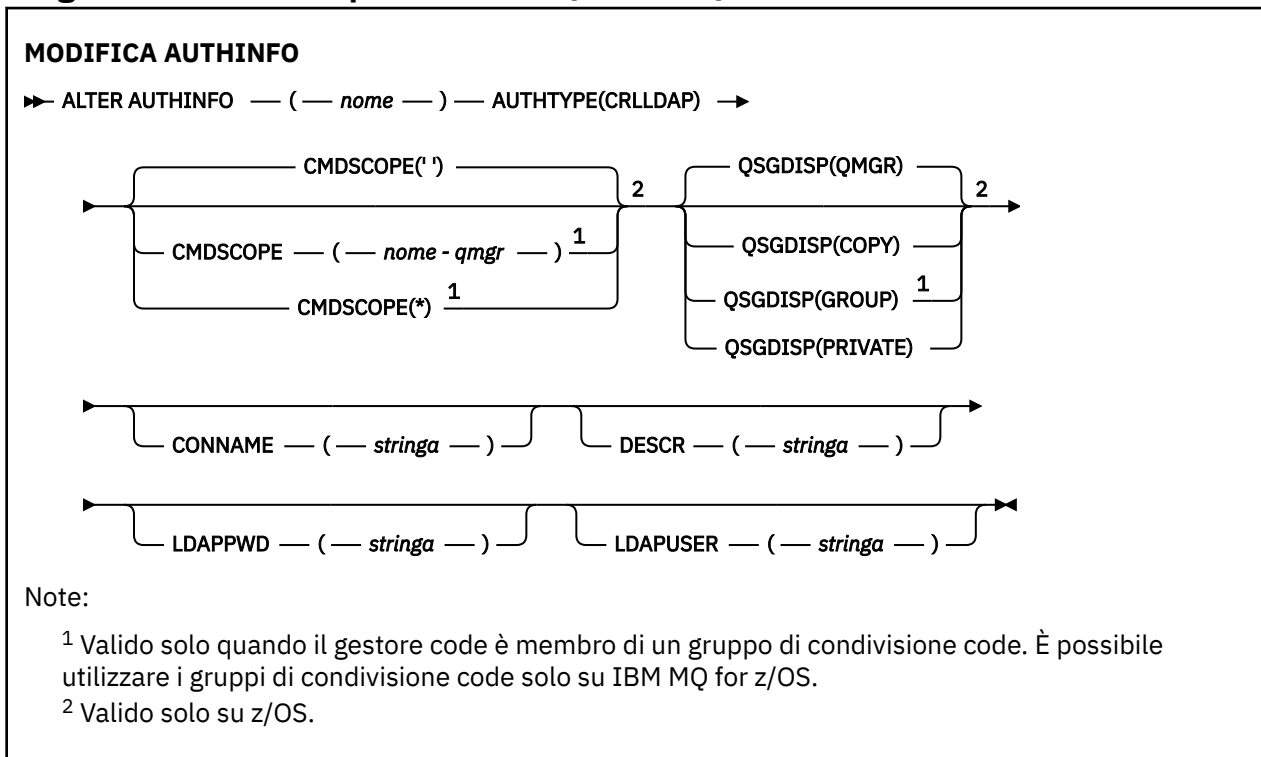 MODIFICA AUTHINFO
ALTER AUTHINFO ( nome ) AUTHTYPE(CRLLDAP)
CMDSCOPE(' ')
CMDSCOPE ( nome - qmgr ) 1
CMDSCOPE(*) 1
2
QSGDISP(QMGR)
QSGDISP(COPY)
QSGDISP(GROUP) 1
QSGDISP(PRIVATE)
2
CONNAME ( stringa )
DESCR ( stringa )
LDAPPWD ( stringa )
LDAPUSER ( stringa )
Note:
1 Valido solo quando il gestore code è membro di un gruppo di condivisione code. È possibile
utilizzare i gruppi di condivisione code solo su IBM MQ for z/OS.
2 Valido solo su z/OS.